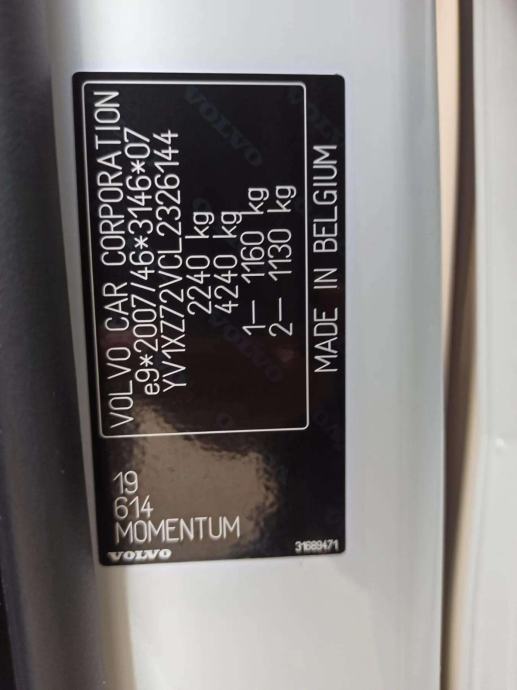 VOLVO CAR CORPORATION
e9*2007/46*3146*07
YV1XZ72VCL2326144
2240 kg
4240 kg
1– 1160 kg
2– 1130 kg
MADE IN BELGIUM
19
614
MOMENTUM
VOLVO
31689471